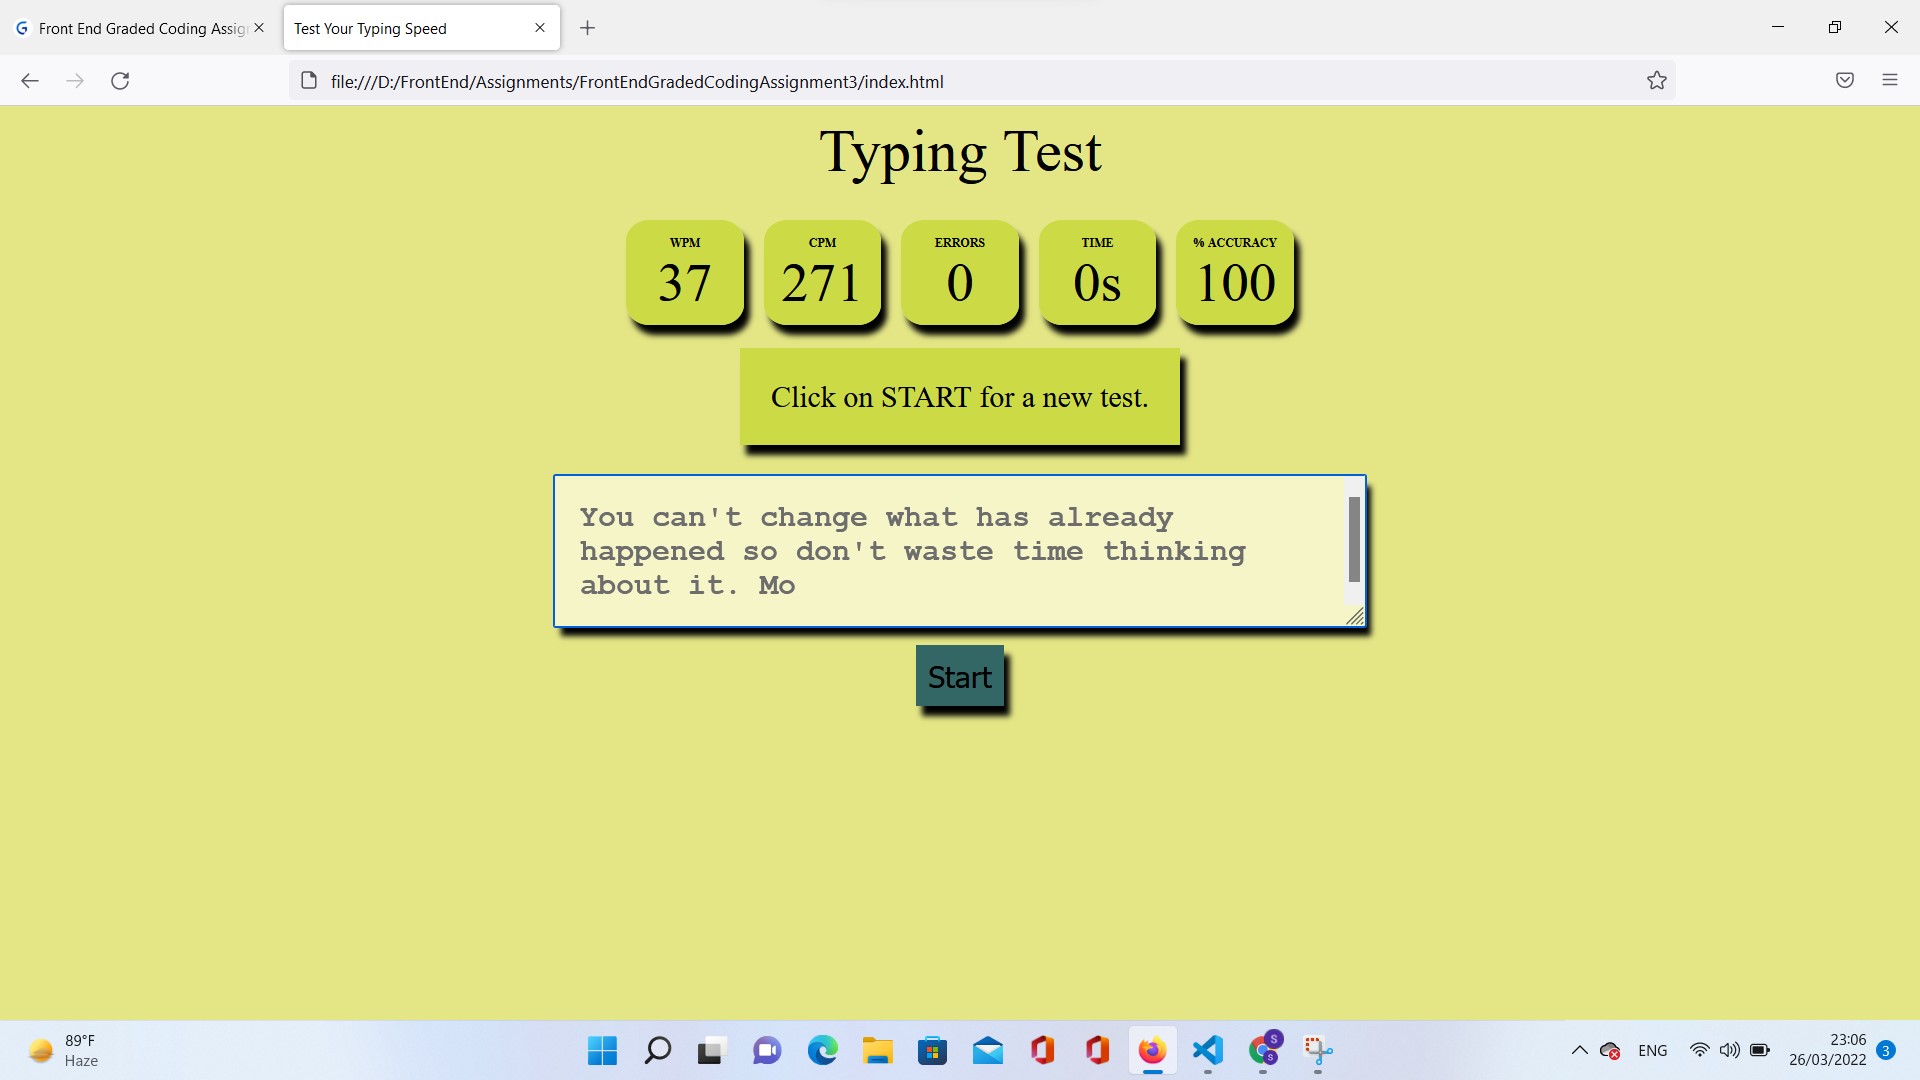 Front End Graded Coding Assig
Test Your Typing Speed
file:///D:/FrontEnd/Assignments/FrontEndGradedCodingAssignment3/index.html
Typing Test
WPM
37
CPM
271
ERRORS
0
TIME
0s
% ACCURACY
100
Click on START for a new test.
You can't change what has already
happened so don't waste time thinking
about it. Mo
Start
89°F
Haze
S
S
ENG
23:06
26/03/2022
3